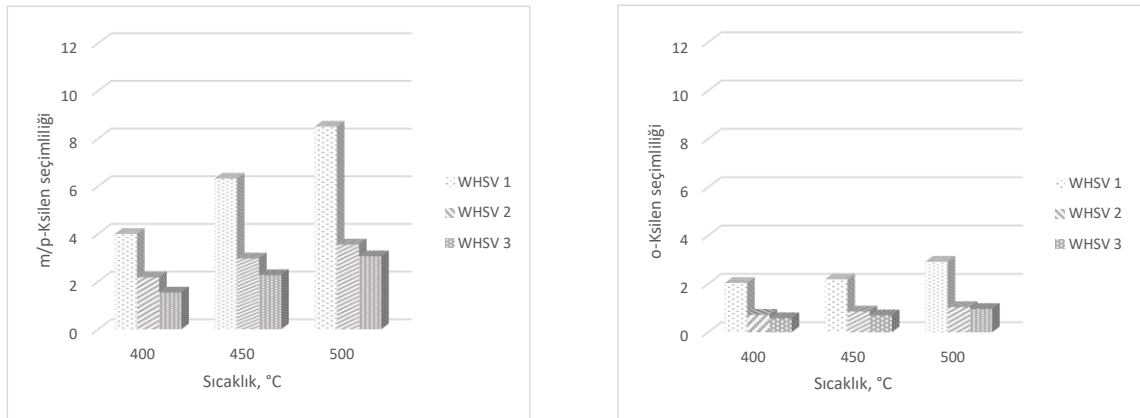 m/p-Ksilen seçimliliği
12
10
8
6
4
2
0
400
450
500
Sıcaklık, °C
WHSV 1
WHSV 2
WHSV 3
o-Ksilen seçimliliği
12
10
8
6
4
2
0
400
450
500
Sıcaklık, °C
WHSV 1
WHSV 2
WHSV 3